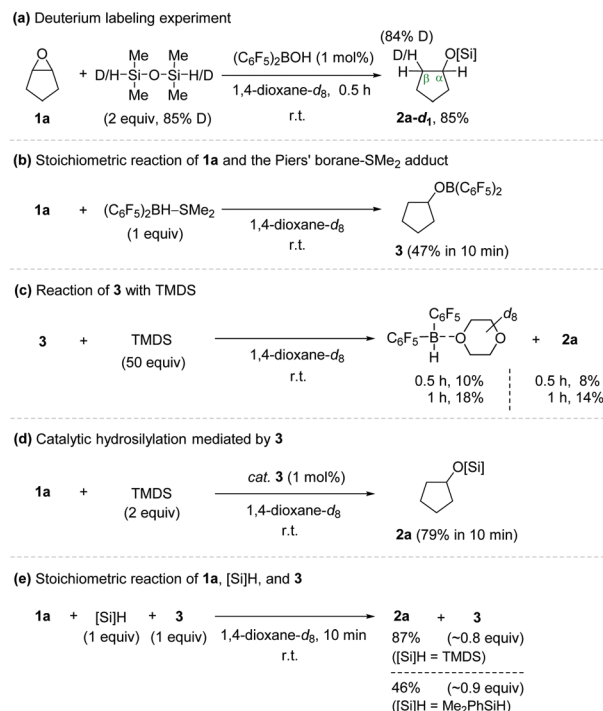 (a) Deuterium labeling experiment
(84% D)
O Me Me (C6F5)2BOH (1 mol%) D/H O[Si]
+ D/H–Si–O–Si–H/D H β α H
Me Me 1,4-dioxane-d8, 0.5 h
1a (2 equiv, 85% D) r.t. 2a-d1, 85%
(b) Stoichiometric reaction of 1a and the Piers' borane-SMe2 adduct
OB(C6F5)2
1a + (C6F5)2BH–SMe2
(1 equiv) 1,4-dioxane-d8
r.t. 3 (47% in 10 min)
(c) Reaction of 3 with TMDS
C6F5 d8
3 + TMDS C6F5–B--O O + 2a
(50 equiv) 1,4-dioxane-d8 H
r.t. 0.5 h, 10% 0.5 h, 8%
1 h, 18% 1 h, 14%
(d) Catalytic hydrosilylation mediated by 3
O[Si]
1a + TMDS cat. 3 (1 mol%)
(2 equiv) 1,4-dioxane-d8
r.t. 2a (79% in 10 min)
(e) Stoichiometric reaction of 1a, [Si]H, and 3
1a + [Si]H + 3 2a + 3
(1 equiv) (1 equiv) 1,4-dioxane-d8, 10 min 87% (~0.8 equiv)
r.t. ([Si]H = TMDS)
46% (~0.9 equiv)
([Si]H = Me2PhSiH)